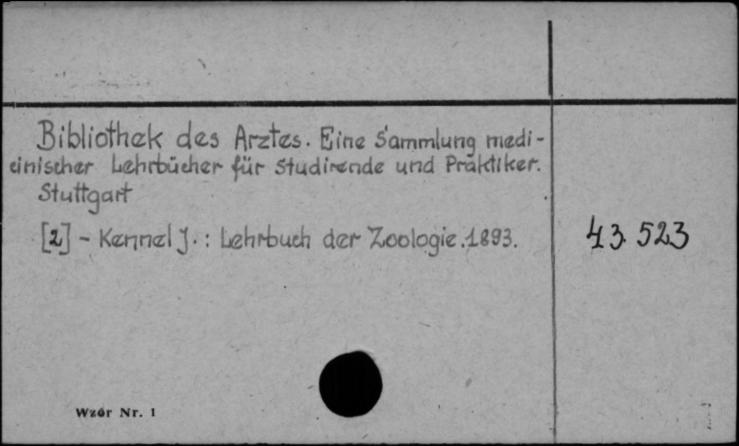 Bibliothek des Arztes. Eine Sammlung medi-
cinischer Lehrbücher für Studirende und Praktiker.
Stuttgart
[2] - Kennel J.: Lehrbuch der Zoologie. 1893.
43.523
Wzór Nr. 1